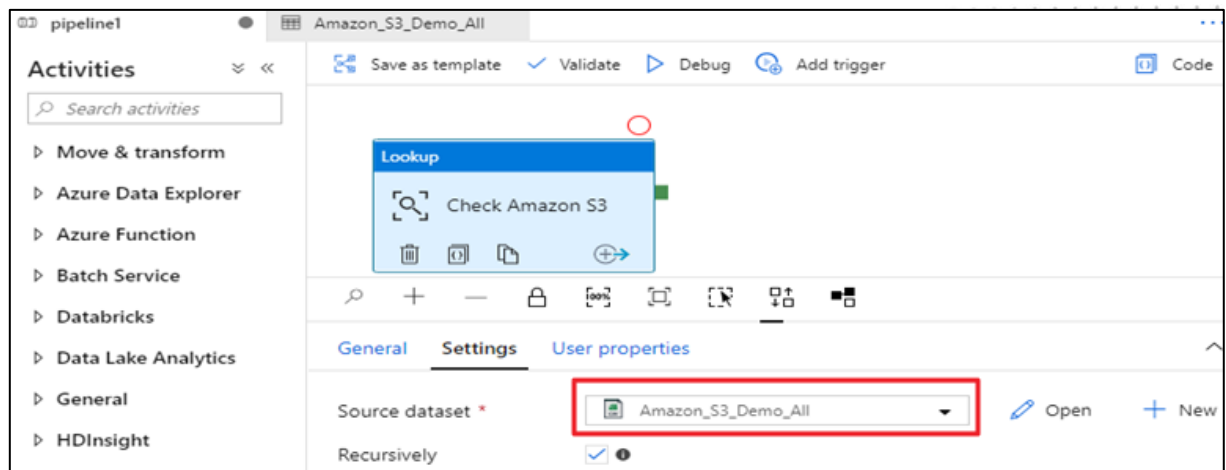 pipeline1
Amazon_S3_Demo_All
Activities
Save as template
Validate
Debug
Add trigger
Code
Search activities
Move & transform
Azure Data Explorer
Azure Function
Batch Service
Databricks
Data Lake Analytics
General
HDInsight
Lookup
Check Amazon S3
100%
General
Settings
User properties
Source dataset *
Amazon_S3_Demo_All
Open
+ New
Recursively